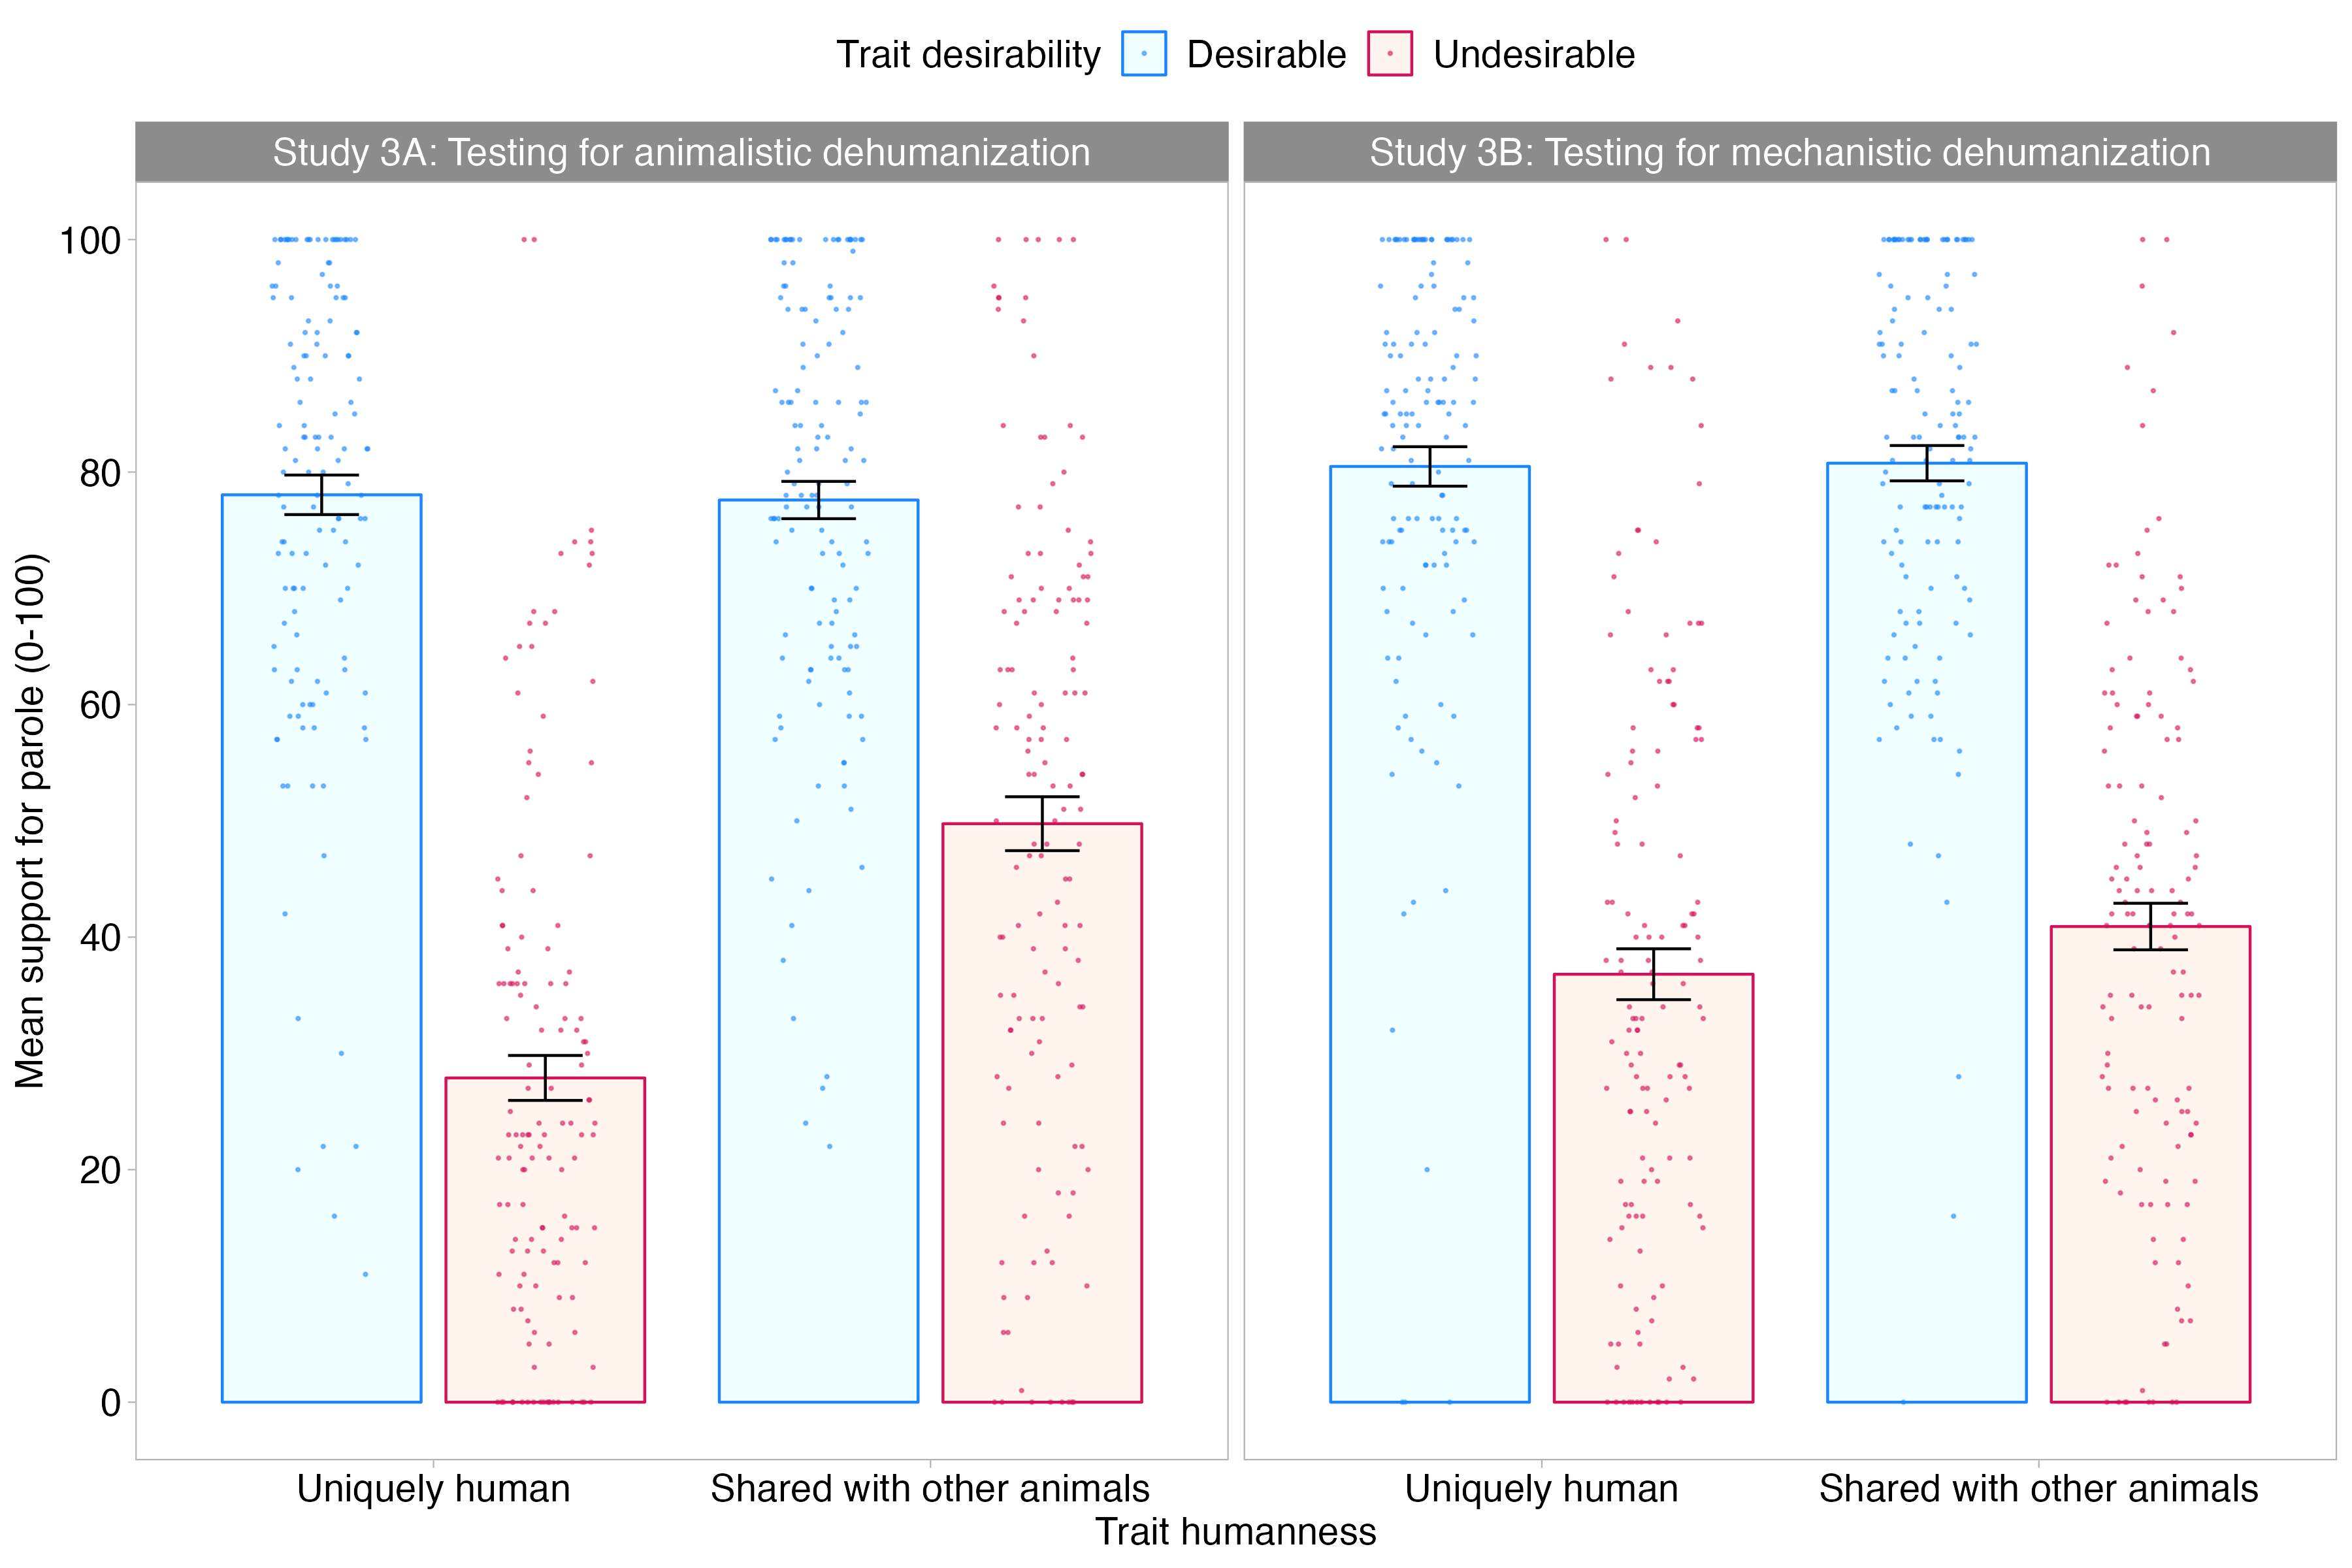 Trait desirability Desirable Undesirable
Study 3A: Testing for animalistic dehumanization
Study 3B: Testing for mechanistic dehumanization
Mean support for parole (0-100)
100
80
60
40
20
0
Uniquely human
Shared with other animals
Uniquely human
Shared with other animals
Trait humanness